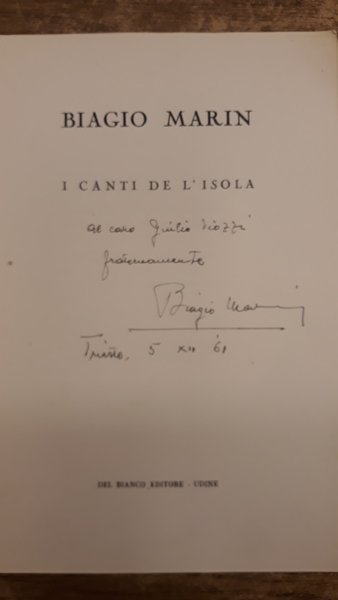 BIAGIO MARIN
I CANTI DE L'ISOLA
al caro Giulio Viozzi
fraternamente
Biagio Marin
Trieste, 5 XII '61
DEL BIANCO EDITORE - UDINE